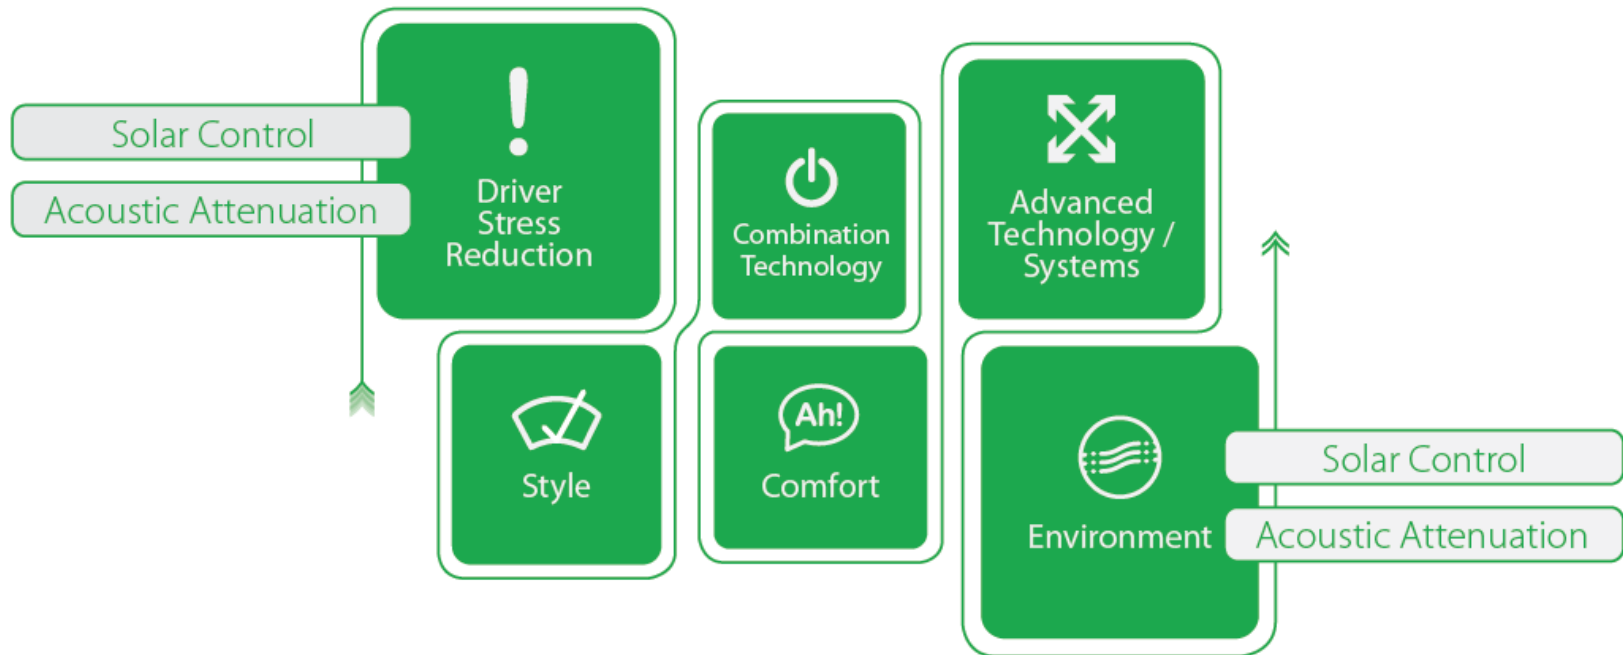 Solar Control
Acoustic Attenuation
Driver
Stress
Reduction
Combination
Technology
Advanced
Technology /
Systems
Style
Ah!
Comfort
Environment
Solar Control
Acoustic Attenuation